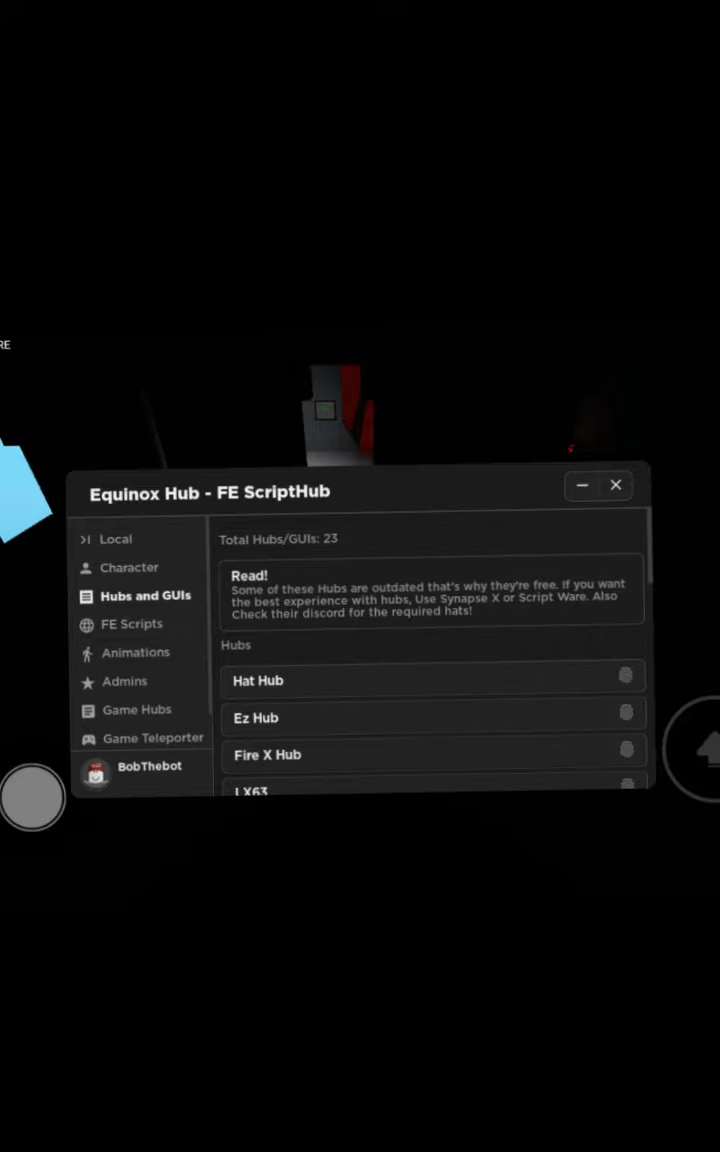 RE
Equinox Hub - FE ScriptHub
Local
Character
Hubs and GUIs
FE Scripts
Animations
Admins
Game Hubs
Game Teleporter
BobThebot
Total Hubs/GUIs: 23
Read!
Some of these Hubs are outdated that's why they're free. If you want
the best experience with hubs, Use Synapse X or Script Ware. Also
Check their discord for the required hats!
Hubs
Hat Hub
Ez Hub
Fire X Hub
LX63